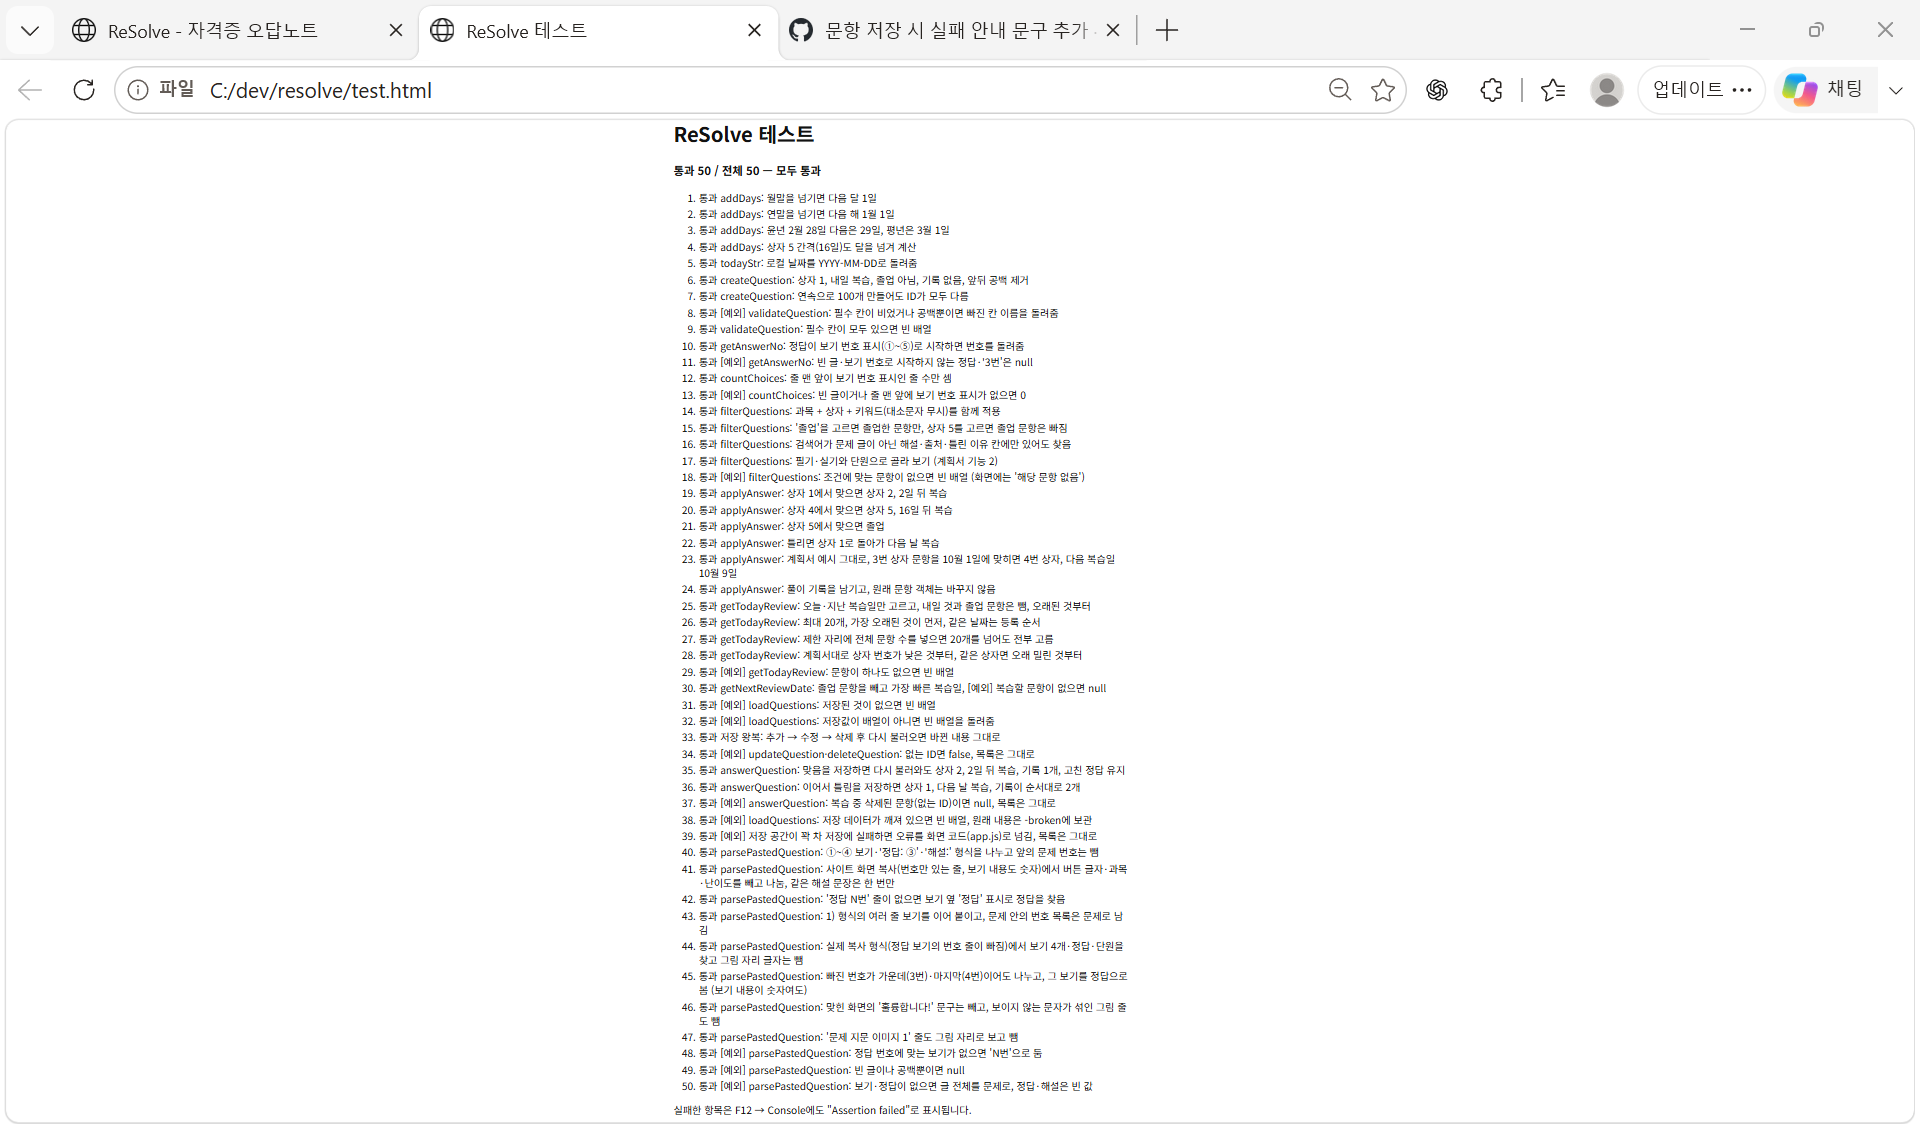 ReSolve - 자격증 오답노트
ReSolve 테스트
문항 저장 시 실패 안내 문구 추가
파일 C:/dev/resolve/test.html
업데이트
채팅
ReSolve 테스트
통과 50 / 전체 50 — 모두 통과
1. 통과 addDays: 월말을 넘기면 다음 달 1일
2. 통과 addDays: 연말을 넘기면 다음 해 1월 1일
3. 통과 addDays: 윤년 2월 28일 다음은 29일, 평년은 3월 1일
4. 통과 addDays: 상자 5 간격(16일)도 달을 넘겨 계산
5. 통과 todayStr: 로컬 날짜를 YYYY-MM-DD로 돌려줌
6. 통과 createQuestion: 상자 1, 내일 복습, 졸업 아님, 기록 없음, 앞뒤 공백 제거
7. 통과 createQuestion: 연속으로 100개 만들어도 ID가 모두 다름
8. 통과 [예외] validateQuestion: 필수 칸이 비었거나 공백뿐이면 빠진 칸 이름을 돌려줌
9. 통과 validateQuestion: 필수 칸이 모두 있으면 빈 배열
10. 통과 getAnswerNo: 정답이 보기 번호 표시(①~⑤)로 시작하면 번호를 돌려줌
11. 통과 [예외] getAnswerNo: 빈 글·보기 번호로 시작하지 않는 정답·'3번'은 null
12. 통과 countChoices: 줄 맨 앞이 보기 번호 표시인 줄 수만 셈
13. 통과 [예외] countChoices: 빈 글이거나 줄 맨 앞에 보기 번호 표시가 없으면 0
14. 통과 filterQuestions: 과목 + 상자 + 키워드(대소문자 무시)를 함께 적용
15. 통과 filterQuestions: '졸업'을 고르면 졸업한 문항만, 상자 5를 고르면 졸업 문항은 빠짐
16. 통과 filterQuestions: 검색어가 문제 글이 아닌 해설·출처·틀린 이유 칸에만 있어도 찾음
17. 통과 filterQuestions: 필기·실기와 단원으로 골라 보기 (계획서 기능 2)
18. 통과 [예외] filterQuestions: 조건에 맞는 문항이 없으면 빈 배열 (화면에는 '해당 문항 없음')
19. 통과 applyAnswer: 상자 1에서 맞으면 상자 2, 2일 뒤 복습
20. 통과 applyAnswer: 상자 4에서 맞으면 상자 5, 16일 뒤 복습
21. 통과 applyAnswer: 상자 5에서 맞으면 졸업
22. 통과 applyAnswer: 틀리면 상자 1로 돌아가 다음 날 복습
23. 통과 applyAnswer: 계획서 예시 그대로, 3번 상자 문항을 10월 1일에 맞히면 4번 상자, 다음 복습일
10월 9일
24. 통과 applyAnswer: 풀이 기록을 남기고, 원래 문항 객체는 바꾸지 않음
25. 통과 getTodayReview: 오늘·지난 복습일만 고르고, 내일 것과 졸업 문항은 뺌, 오래된 것부터
26. 통과 getTodayReview: 최대 20개, 가장 오래된 것이 먼저, 같은 날짜는 등록 순서
27. 통과 getTodayReview: 제한 자리에 전체 문항 수를 넣으면 20개를 넘어도 전부 고름
28. 통과 getTodayReview: 계획서대로 상자 번호가 낮은 것부터, 같은 상자면 오래 밀린 것부터
29. 통과 [예외] getTodayReview: 문항이 하나도 없으면 빈 배열
30. 통과 getNextReviewDate: 졸업 문항을 빼고 가장 빠른 복습일, [예외] 복습할 문항이 없으면 null
31. 통과 [예외] loadQuestions: 저장된 것이 없으면 빈 배열
32. 통과 [예외] loadQuestions: 저장값이 배열이 아니면 빈 배열을 돌려줌
33. 통과 저장 왕복: 추가 → 수정 → 삭제 후 다시 불러오면 바뀐 내용 그대로
34. 통과 [예외] updateQuestion·deleteQuestion: 없는 ID면 false, 목록은 그대로
35. 통과 answerQuestion: 맞음을 저장하면 다시 불러와도 상자 2, 2일 뒤 복습, 기록 1개, 고친 정답 유지
36. 통과 answerQuestion: 이어서 틀림을 저장하면 상자 1, 다음 날 복습, 기록이 순서대로 2개
37. 통과 [예외] answerQuestion: 복습 중 삭제된 문항(없는 ID)이면 null, 목록은 그대로
38. 통과 [예외] loadQuestions: 저장 데이터가 깨져 있으면 빈 배열, 원래 내용은 -broken에 보관
39. 통과 [예외] 저장 공간이 꽉 차 저장에 실패하면 오류를 화면 코드(app.js)로 넘김, 목록은 그대로
40. 통과 parsePastedQuestion: ①~④ 보기·'정답: ③'·'해설:' 형식을 나누고 앞의 문제 번호는 뺌
41. 통과 parsePastedQuestion: 사이트 화면 복사(번호만 있는 줄, 보기 내용도 숫자)에서 버튼 글자·과목
·난이도를 빼고 나눔, 같은 해설 문장은 한 번만
42. 통과 parsePastedQuestion: '정답 N번' 줄이 없으면 보기 옆 '정답' 표시로 정답을 찾음
43. 통과 parsePastedQuestion: 1) 형식의 여러 줄 보기를 이어 붙이고, 문제 안의 번호 목록은 문제로 남
김
44. 통과 parsePastedQuestion: 실제 복사 형식(정답 보기의 번호 줄이 빠짐)에서 보기 4개·정답·단원을
찾고 그림 자리 글자는 뺌
45. 통과 parsePastedQuestion: 빠진 번호가 가운데(3번)·마지막(4번)이어도 나누고, 그 보기를 정답으로
봄 (보기 내용이 숫자여도)
46. 통과 parsePastedQuestion: 맞힌 화면의 '훌륭합니다!' 문구는 빼고, 보이지 않는 문자가 섞인 그림 줄
도 뺌
47. 통과 parsePastedQuestion: '문제 지문 이미지 1' 줄도 그림 자리로 보고 뺌
48. 통과 [예외] parsePastedQuestion: 정답 번호에 맞는 보기가 없으면 'N번'으로 둠
49. 통과 [예외] parsePastedQuestion: 빈 글이나 공백뿐이면 null
50. 통과 [예외] parsePastedQuestion: 보기·정답이 없으면 글 전체를 문제로, 정답·해설은 빈 값
실패한 항목은 F12 → Console에도 "Assertion failed"로 표시됩니다.